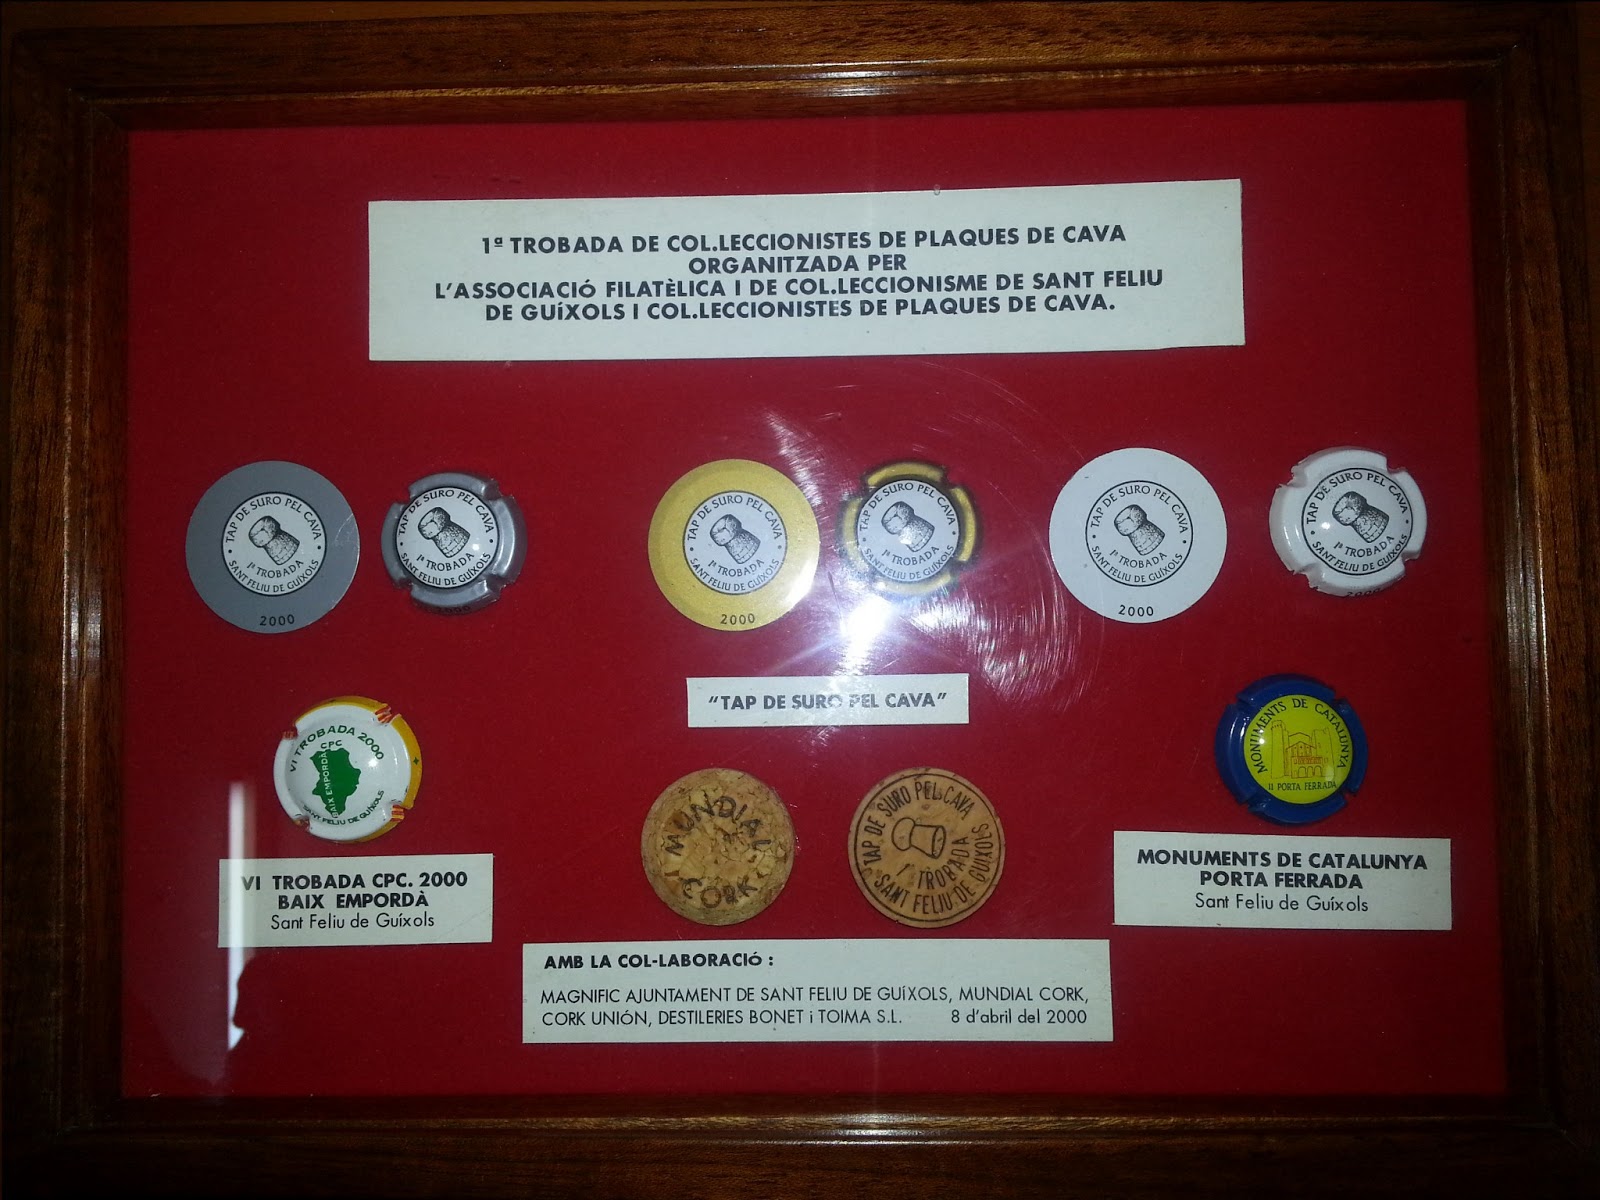 1ª TROBADA DE COL.LECCIONISTES DE PLAQUES DE CAVA
ORGANITZADA PER
L'ASSOCIACIÓ FILATÈLICA I DE COL.LECCIONISME DE SANT FELIU
DE GUÍXOLS I COL.LECCIONISTES DE PLAQUES DE CAVA.
TAP DE SURO PEL CAVA
1ª TROBADA
SANT FELIU DE GUÍXOLS
2000
TAP DE SURO PEL CAVA
1ª TROBADA
SANT FELIU DE GUÍXOLS
2000
TAP DE SURO PEL CAVA
1ª TROBADA
SANT FELIU DE GUÍXOLS
2000
TAP DE SURO PEL CAVA
1ª TROBADA
SANT FELIU DE GUÍXOLS
TAP DE SURO PEL CAVA
1ª TROBADA
SANT FELIU DE GUÍXOLS
2000
TAP DE SURO PEL CAVA
1ª TROBADA
SANT FELIU DE GUÍXOLS
2000
"TAP DE SURO PEL CAVA"
VI TROBADA 2000
CPC
BAIX EMPORDÀ
SANT FELIU DE GUÍXOLS
VI TROBADA CPC. 2000
BAIX EMPORDÀ
Sant Feliu de Guíxols
MUNDIAL
CORK
TAP DE SURO PEL CAVA
1ª TROBADA
SANT FELIU DE GUÍXOLS
MONUMENTS DE CATALUNYA
II PORTA FERRADA
MONUMENTS DE CATALUNYA
PORTA FERRADA
Sant Feliu de Guíxols
AMB LA COL-LABORACIÓ :
MAGNIFIC AJUNTAMENT DE SANT FELIU DE GUÍXOLS, MUNDIAL CORK,
CORK UNIÓN, DESTILERIES BONET i TOIMA S.L. 8 d'abril del 2000